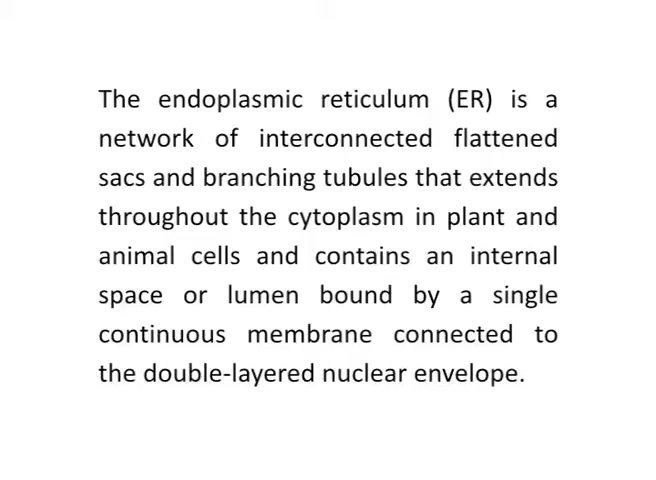 The endoplasmic reticulum (ER) is a
network of interconnected flattened
sacs and branching tubules that extends
throughout the cytoplasm in plant and
animal cells and contains an internal
space or lumen bound by a single
continuous membrane connected to
the double-layered nuclear envelope.